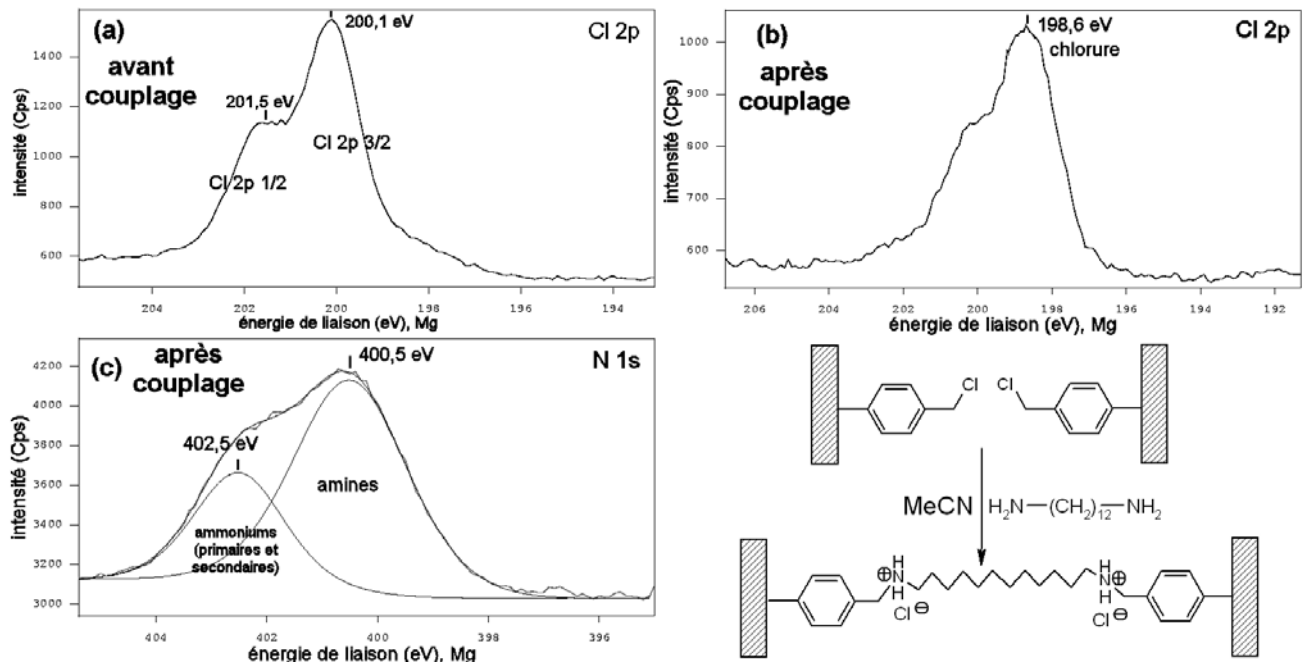 (a)
avant
couplage
200,1 eV
Cl 2p
201,5 eV
Cl 2p 3/2
Cl 2p 1/2
intensité (Cps)
1400
1200
1000
800
600
204
202
200
198
196
194
énergie de liaison (eV), Mg
(b)
après
couplage
198,6 eV
chlorure
Cl 2p
intensité (Cps)
1000
900
800
700
600
206
204
202
200
198
196
194
192
énergie de liaison (eV), Mg
(c)
après
couplage
400,5 eV
N 1s
402,5 eV
amines
ammoniums
(primaires et
secondaires)
intensité (Cps)
4200
4000
3800
3600
3400
3200
3000
404
402
400
398
396
énergie de liaison (eV), Mg
Cl
Cl
MeCN
H2N—(CH2)12—NH2
H
⊕N
H
Cl⊖
H
N⊕
H
Cl⊖